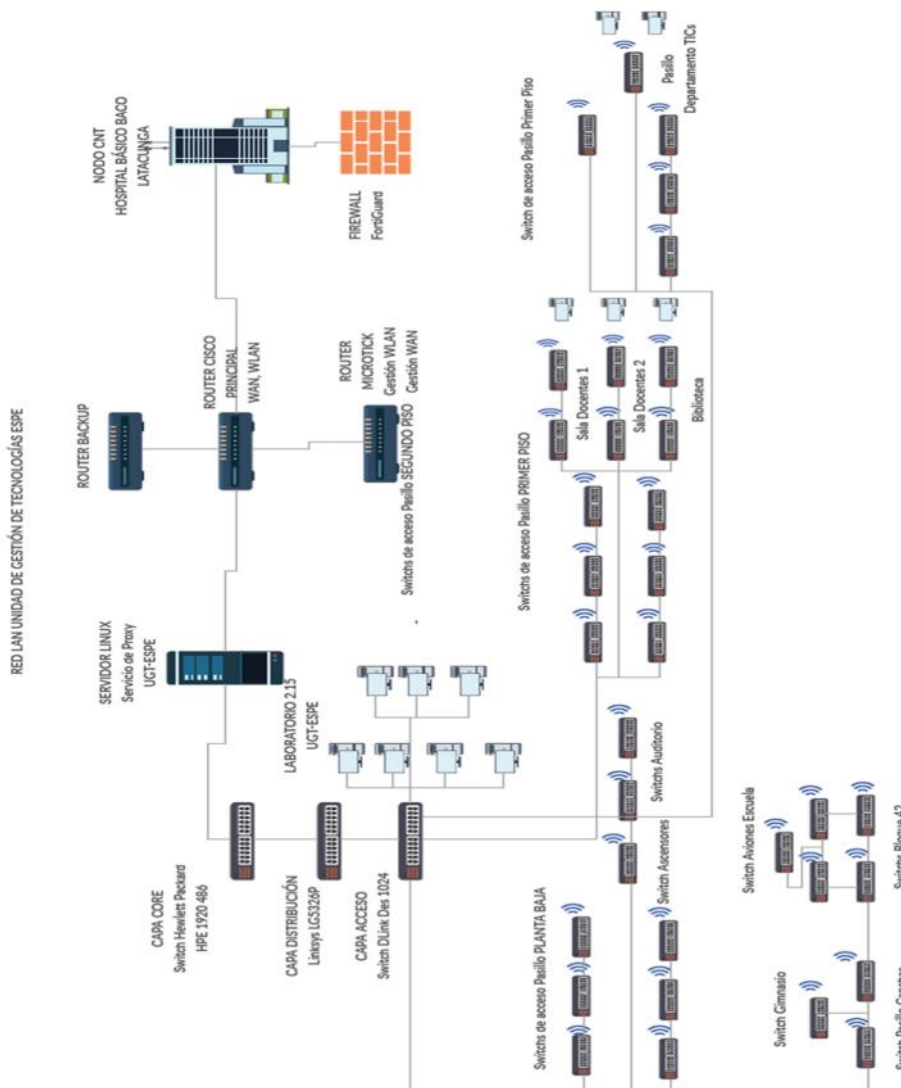 RED LAN UNIDAD DE GESTIÓN DE TECNOLOGÍAS ESPE
NODO CNT
HOSPITAL BÁSICO BACO
LATACUNGA
FIREWALL
FortiGuard
ROUTER BACKUP
ROUTER CISCO
PRINCIPAL
WAN, WLAN
ROUTER
MICROTICK
Gestión WLAN
Gestión WAN
SERVIDOR LINUX
Servicio de Proxy
UGT-ESPE
LABORATORIO 2.15
UGT-ESPE
CAPA CORE
Switch Hewlett Packard
HPE 1920 486
CAPA DISTRIBUCIÓN
Linksys LGS326P
CAPA ACCESO
Switch DLink Des 1024
Switchs de acceso Pasillo SEGUNDO PISO
Switch de acceso Pasillo Primer Piso
Pasillo
Departamento TICs
Switchs de acceso Pasillo PRIMER PISO
Sala Docentes 1
Sala Docentes 2
Biblioteca
Switchs Auditorio
Switch Ascensores
Switchs de acceso Pasillo PLANTA BAJA
Switch Aviones Escuela
Switchs Bloque 42
Switch Gimnasio
Switch Pasillo